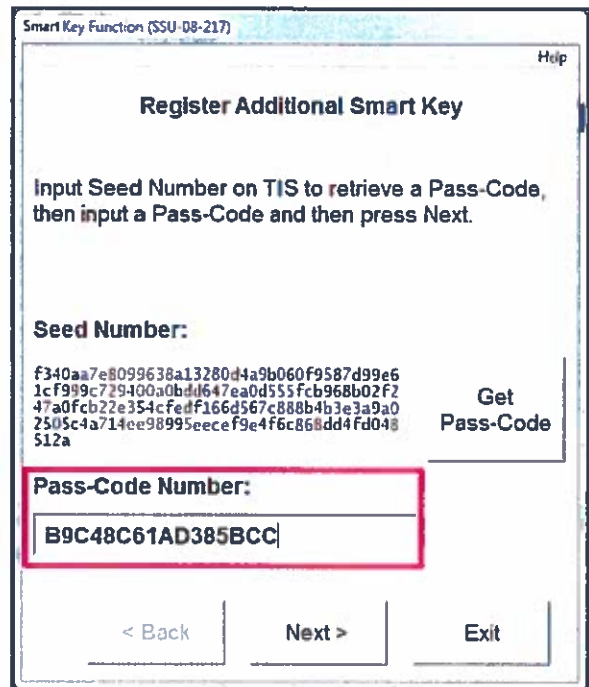 Smart Key Function (SSU-08-217)
Help
Register Additional Smart Key
Input Seed Number on TIS to retrieve a Pass-Code,
then input a Pass-Code and then press Next.
Seed Number:
f340aa7e8099638a13280d4a9b060f9587d99e6
1cf999c729400a0bdd647ea0d555fcb968b02f2
47a0fcb22e354cfedf166d567c888b4b3e3a9a0
2505c4a714ee98995eecef9e4f6c868dd4fd048
512a
Get
Pass-Code
Pass-Code Number:
B9C48C61AD385BCC
< Back
Next >
Exit